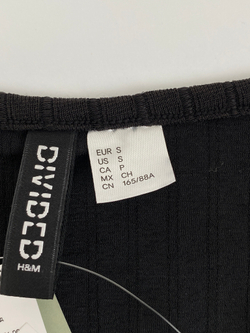 EUR S
US S
CA P
MX CH
CN 165/88A
DIVIDED
H&M